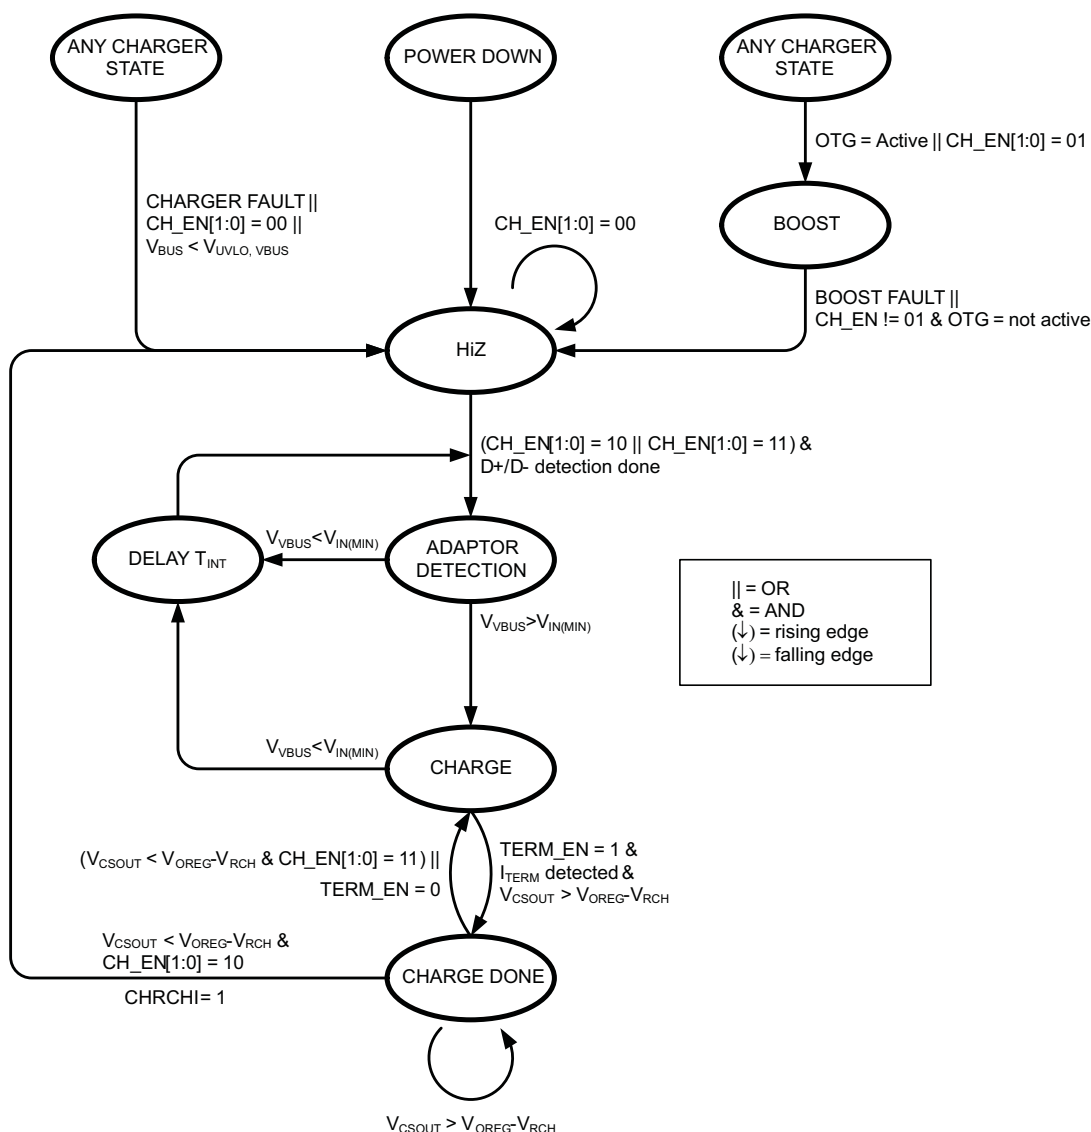 ANY CHARGER
STATE
POWER DOWN
ANY CHARGER
STATE
OTG = Active || CH_EN[1:0] = 01
CHARGER FAULT ||
CH_EN[1:0] = 00 ||
VBUS < VUVLO, VBUS
CH_EN[1:0] = 00
BOOST
BOOST FAULT ||
CH_EN != 01 & OTG = not active
HiZ
(CH_EN[1:0] = 10 || CH_EN[1:0] = 11) &
D+/D- detection done
DELAY TINT
VVBUS<VIN(MIN)
ADAPTOR
DETECTION
VVBUS>VIN(MIN)
|| = OR
& = AND
(↓) = rising edge
(↓) = falling edge
VVBUS<VIN(MIN)
CHARGE
(VCSOUT < VOREG-VRCH & CH_EN[1:0] = 11) ||
TERM_EN = 0
TERM_EN = 1 &
ITERM detected &
VCSOUT > VOREG-VRCH
VCSOUT < VOREG-VRCH &
CH_EN[1:0] = 10
CHRCHI= 1
CHARGE DONE
VCSOUT > VOREG-VRCH